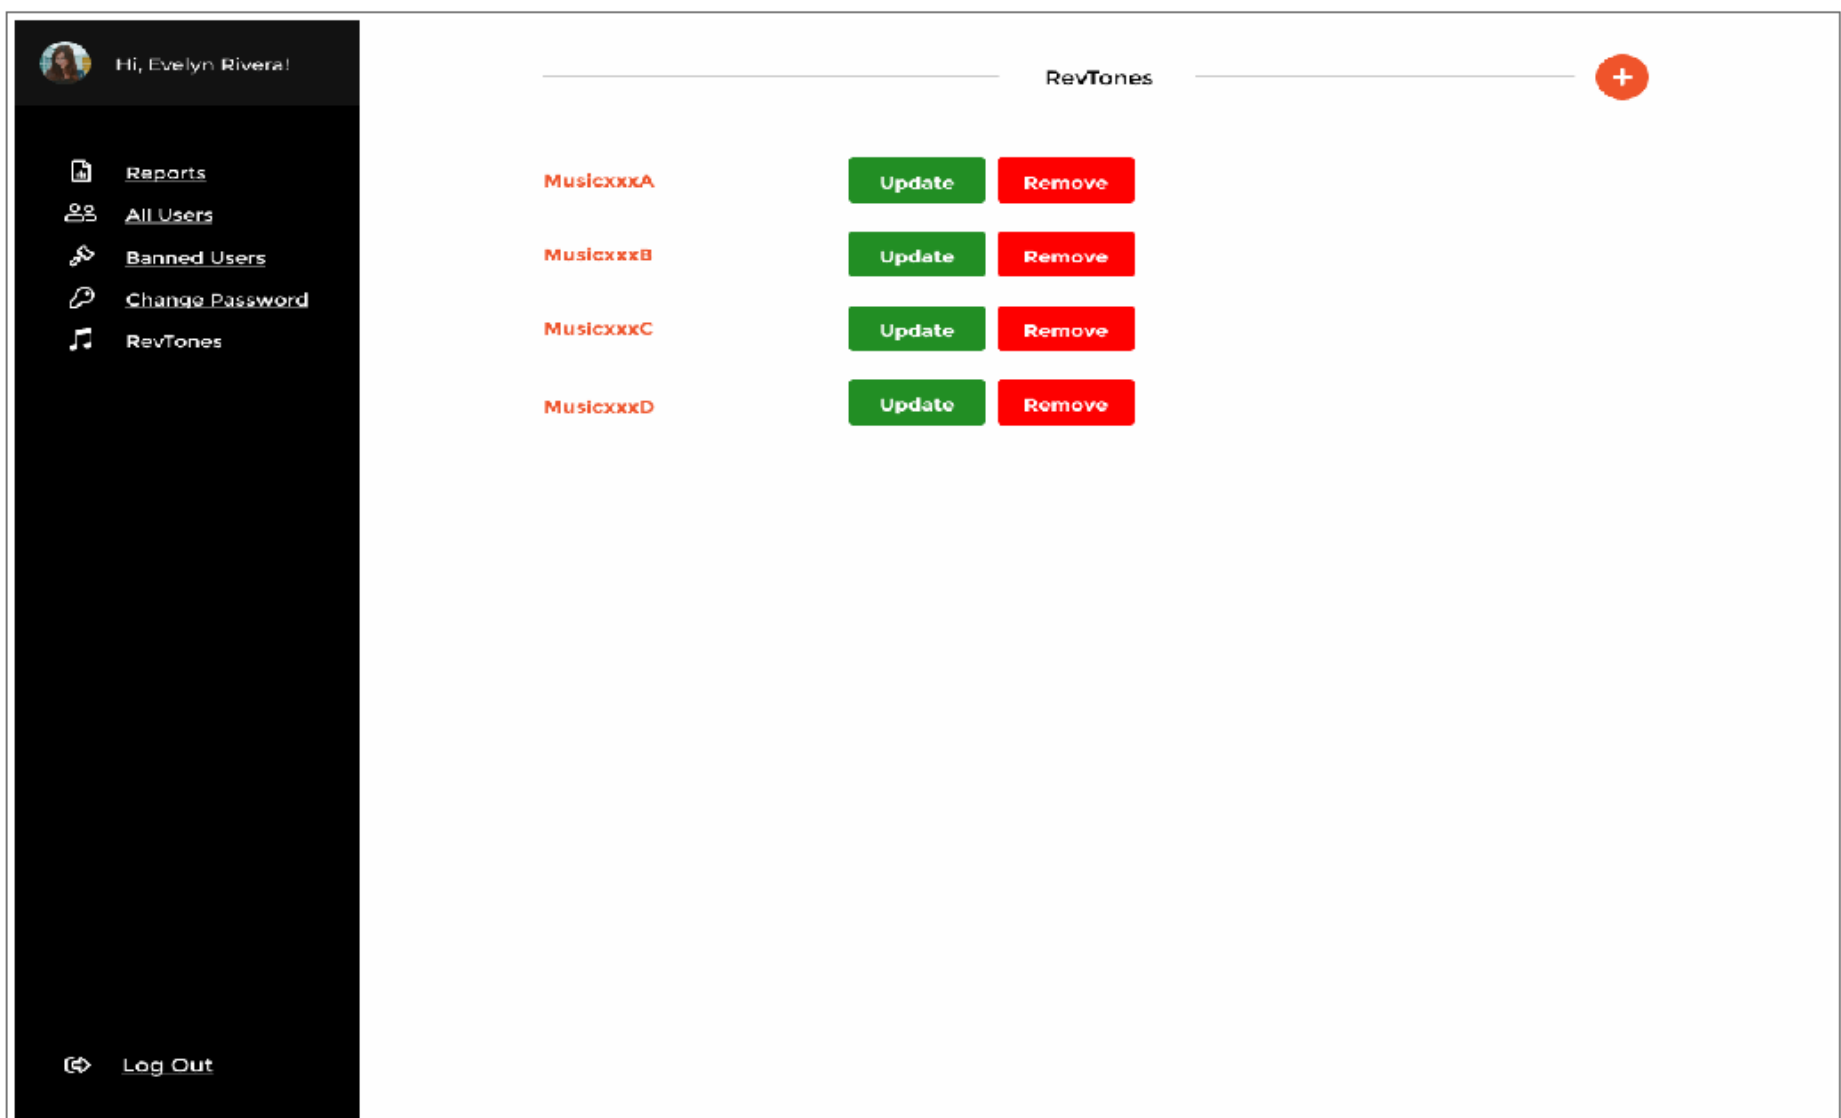 Hi, Evelyn Rivera!
Reports
All Users
Banned Users
Change Password
RevTones
Log Out
RevTones
MusicxxxA Update Remove
MusicxxxB Update Remove
MusicxxxC Update Remove
MusicxxxD Update Remove